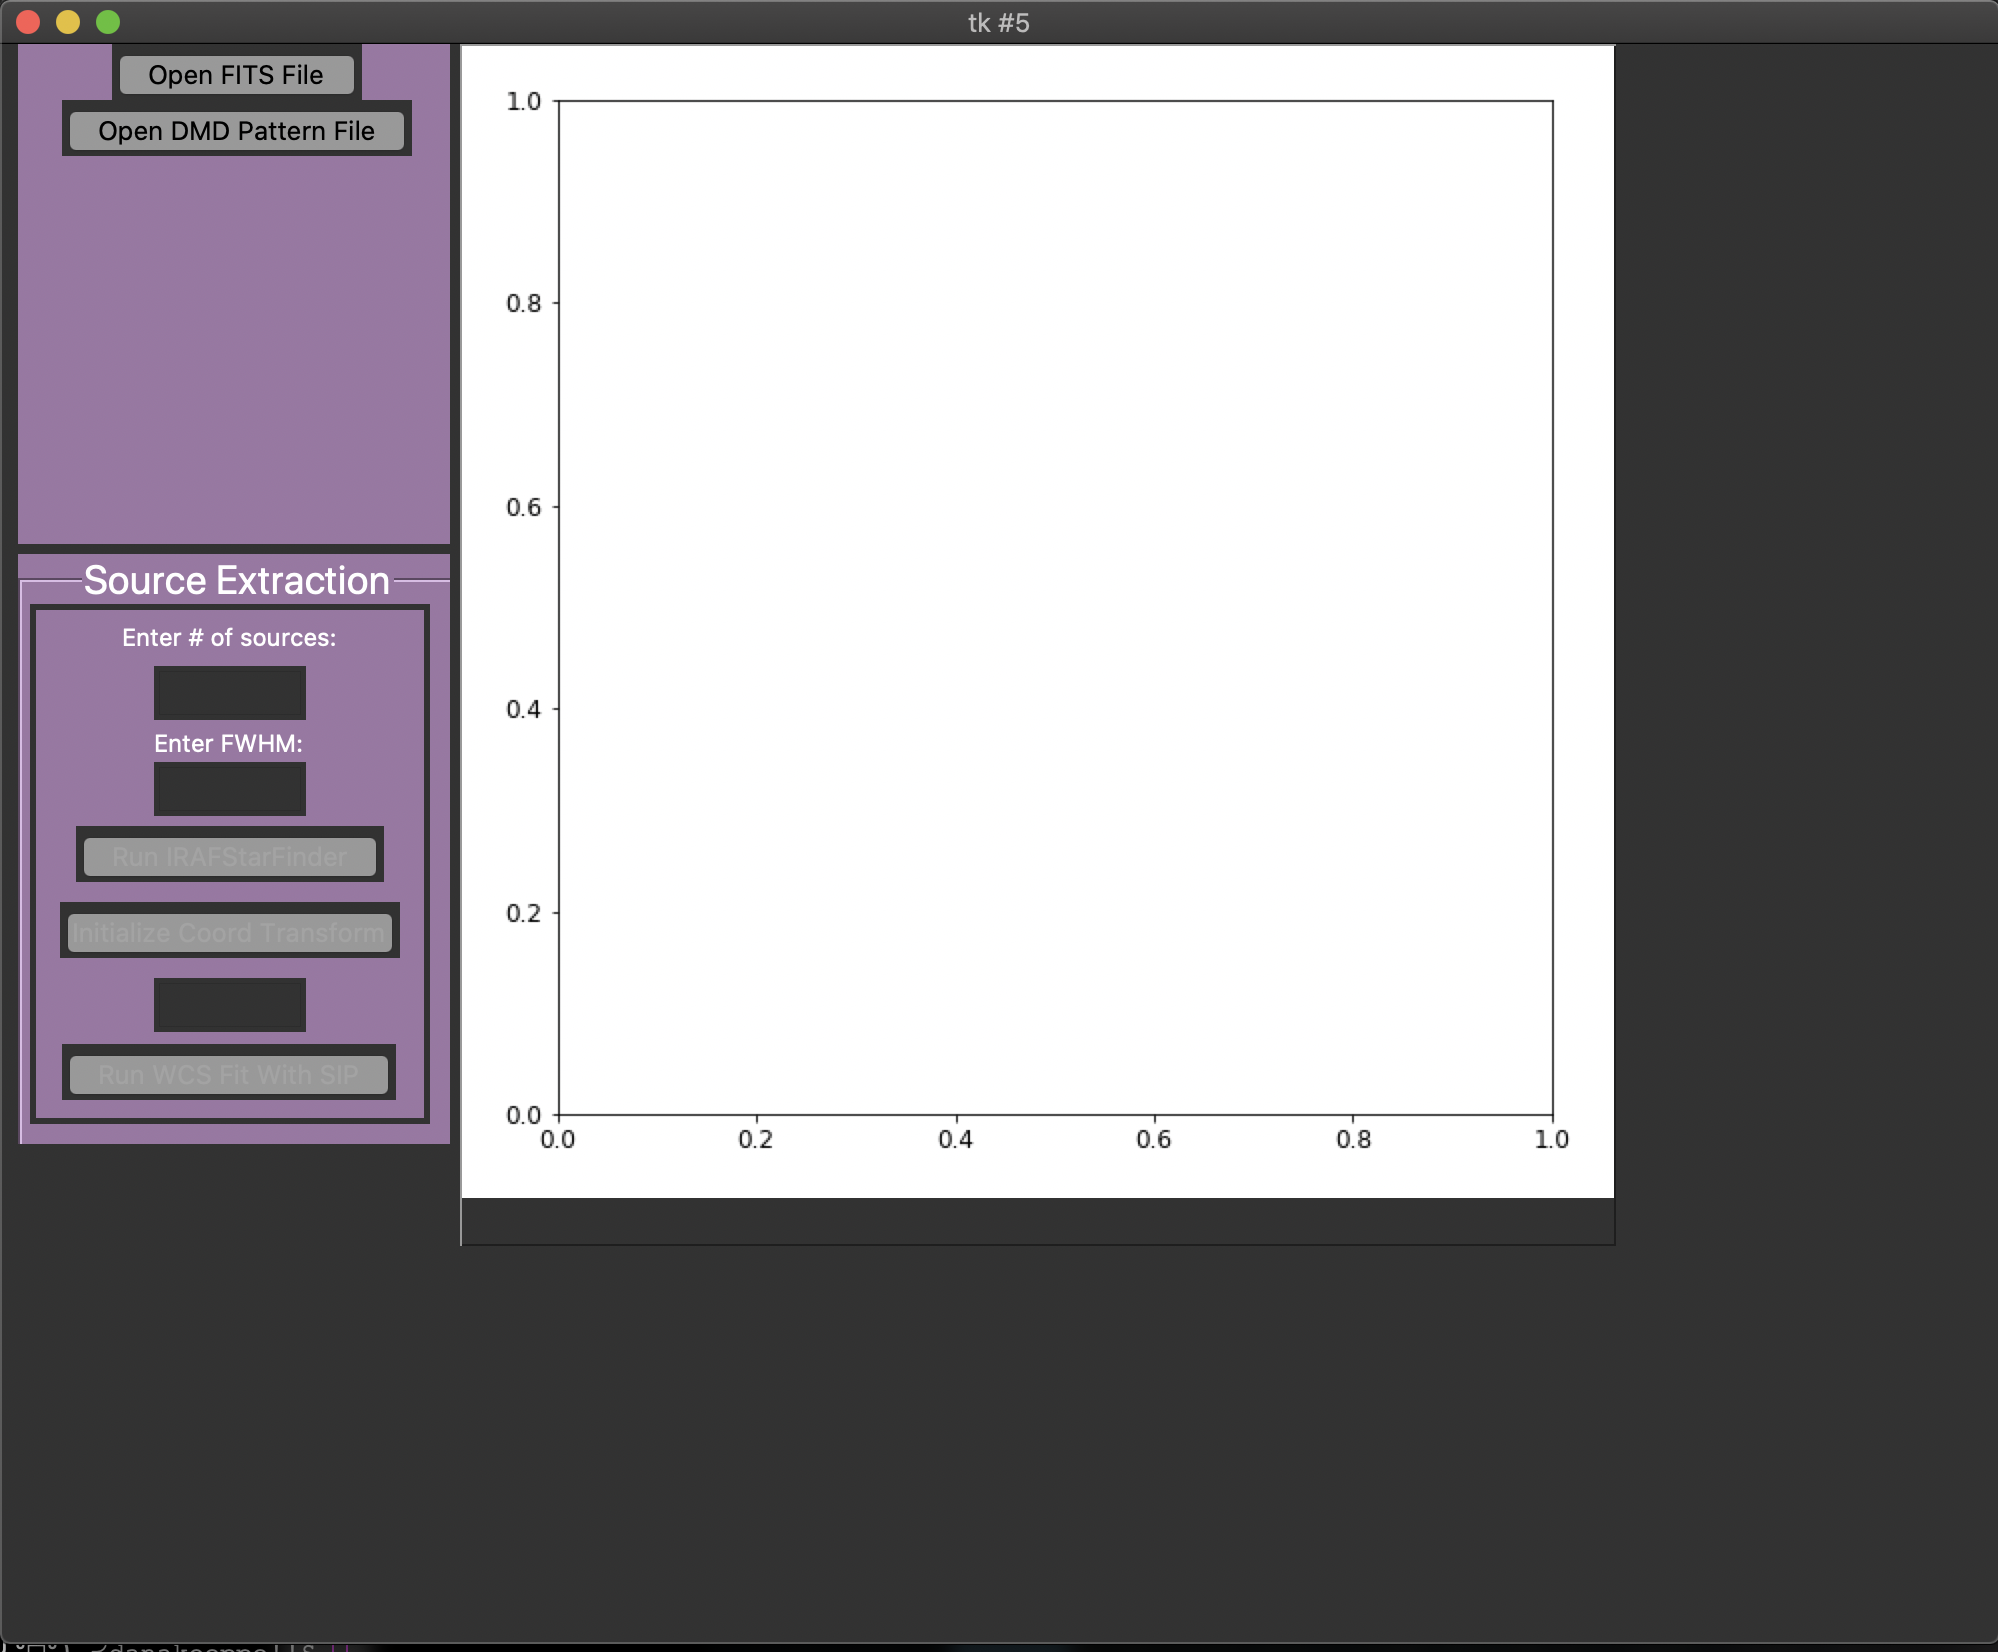 tk #5
Open FITS File
Open DMD Pattern File
Source Extraction
Enter # of sources:
Enter FWHM:
Run IRAFStarFinder
Initialize Coord Transform
Run WCS Fit With SIP
1.0
0.8
0.6
0.4
0.2
0.0
0.0 0.2 0.4 0.6 0.8 1.0